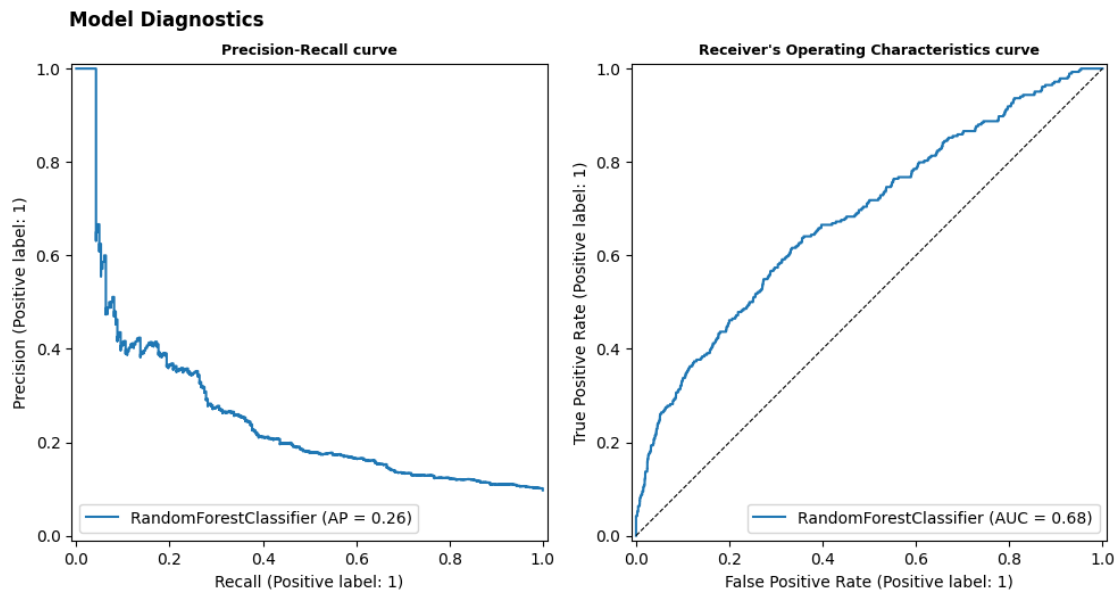 Model Diagnostics
Precision-Recall curve
Precision (Positive label: 1)
1.0
0.8
0.6
0.4
0.2
0.0
RandomForestClassifier (AP = 0.26)
0.0 0.2 0.4 0.6 0.8 1.0
Recall (Positive label: 1)
Receiver's Operating Characteristics curve
True Positive Rate (Positive label: 1)
1.0
0.8
0.6
0.4
0.2
0.0
RandomForestClassifier (AUC = 0.68)
0.0 0.2 0.4 0.6 0.8 1.0
False Positive Rate (Positive label: 1)